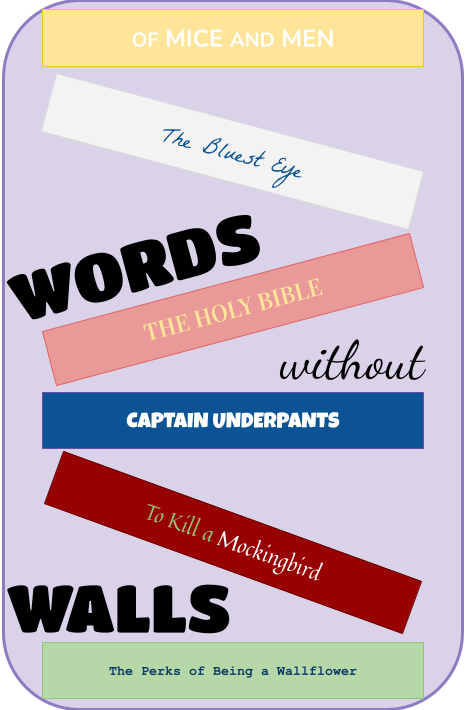 OF MICE AND MEN
The Bluest Eye
WORDS
THE HOLY BIBLE
without
CAPTAIN UNDERPANTS
To Kill a Mockingbird
WALLS
The Perks of Being a Wallflower